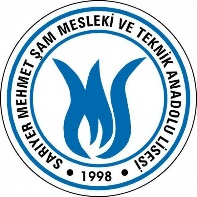 SARIYER MEHMET ŞAM MESLEKİ VE TEKNİK ANADOLU LİSESİ
1998